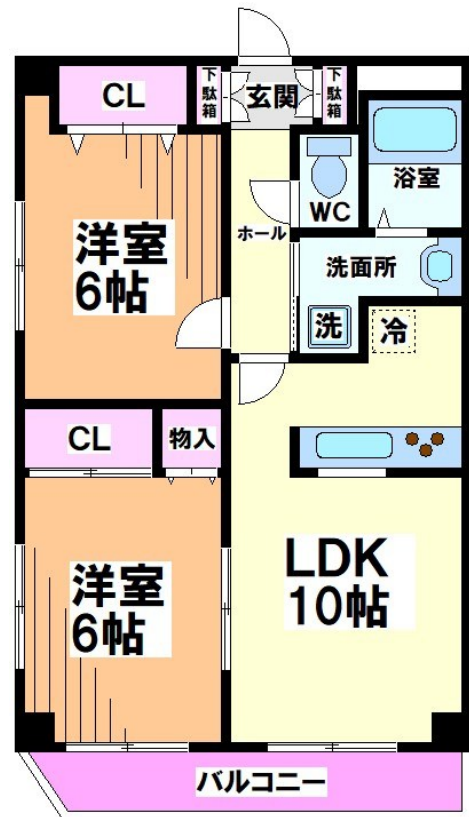 下駄箱
玄関
下駄箱
CL
浴室
WC
ホール
洋室
6帖
洗面所
洗
冷
CL
物入
洋室
6帖
LDK
10帖
バルコニー